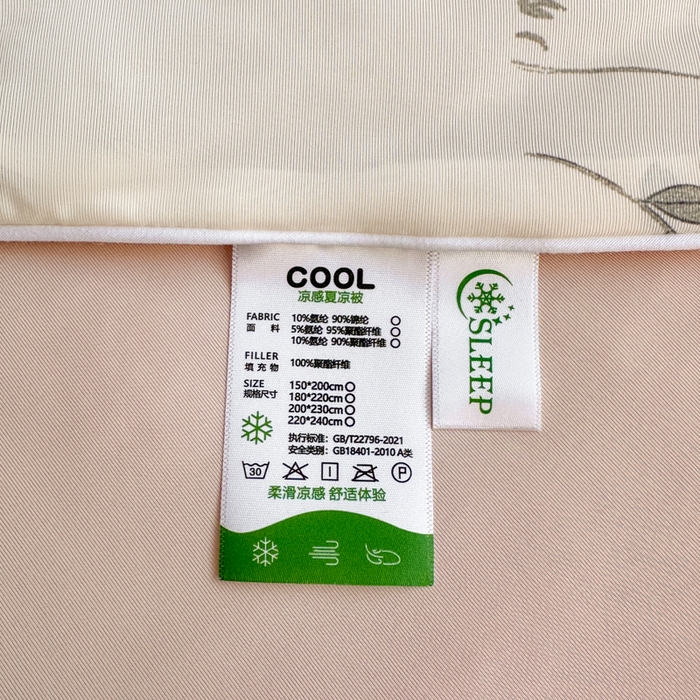 COOL
凉感夏凉被
FABRIC 10%氨纶 90%锦纶
面 料 5%氨纶 95%聚酯纤维
10%氨纶 90%聚酯纤维
FILLER
填 充 物 100%聚酯纤维
SIZE 150*200cm
规格尺寸 180*220cm
200*230cm
220*240cm
执行标准：GB/T22796-2021
安全类别：GB18401-2010 A类
30 P
柔滑凉感 舒适体验
SLEEP